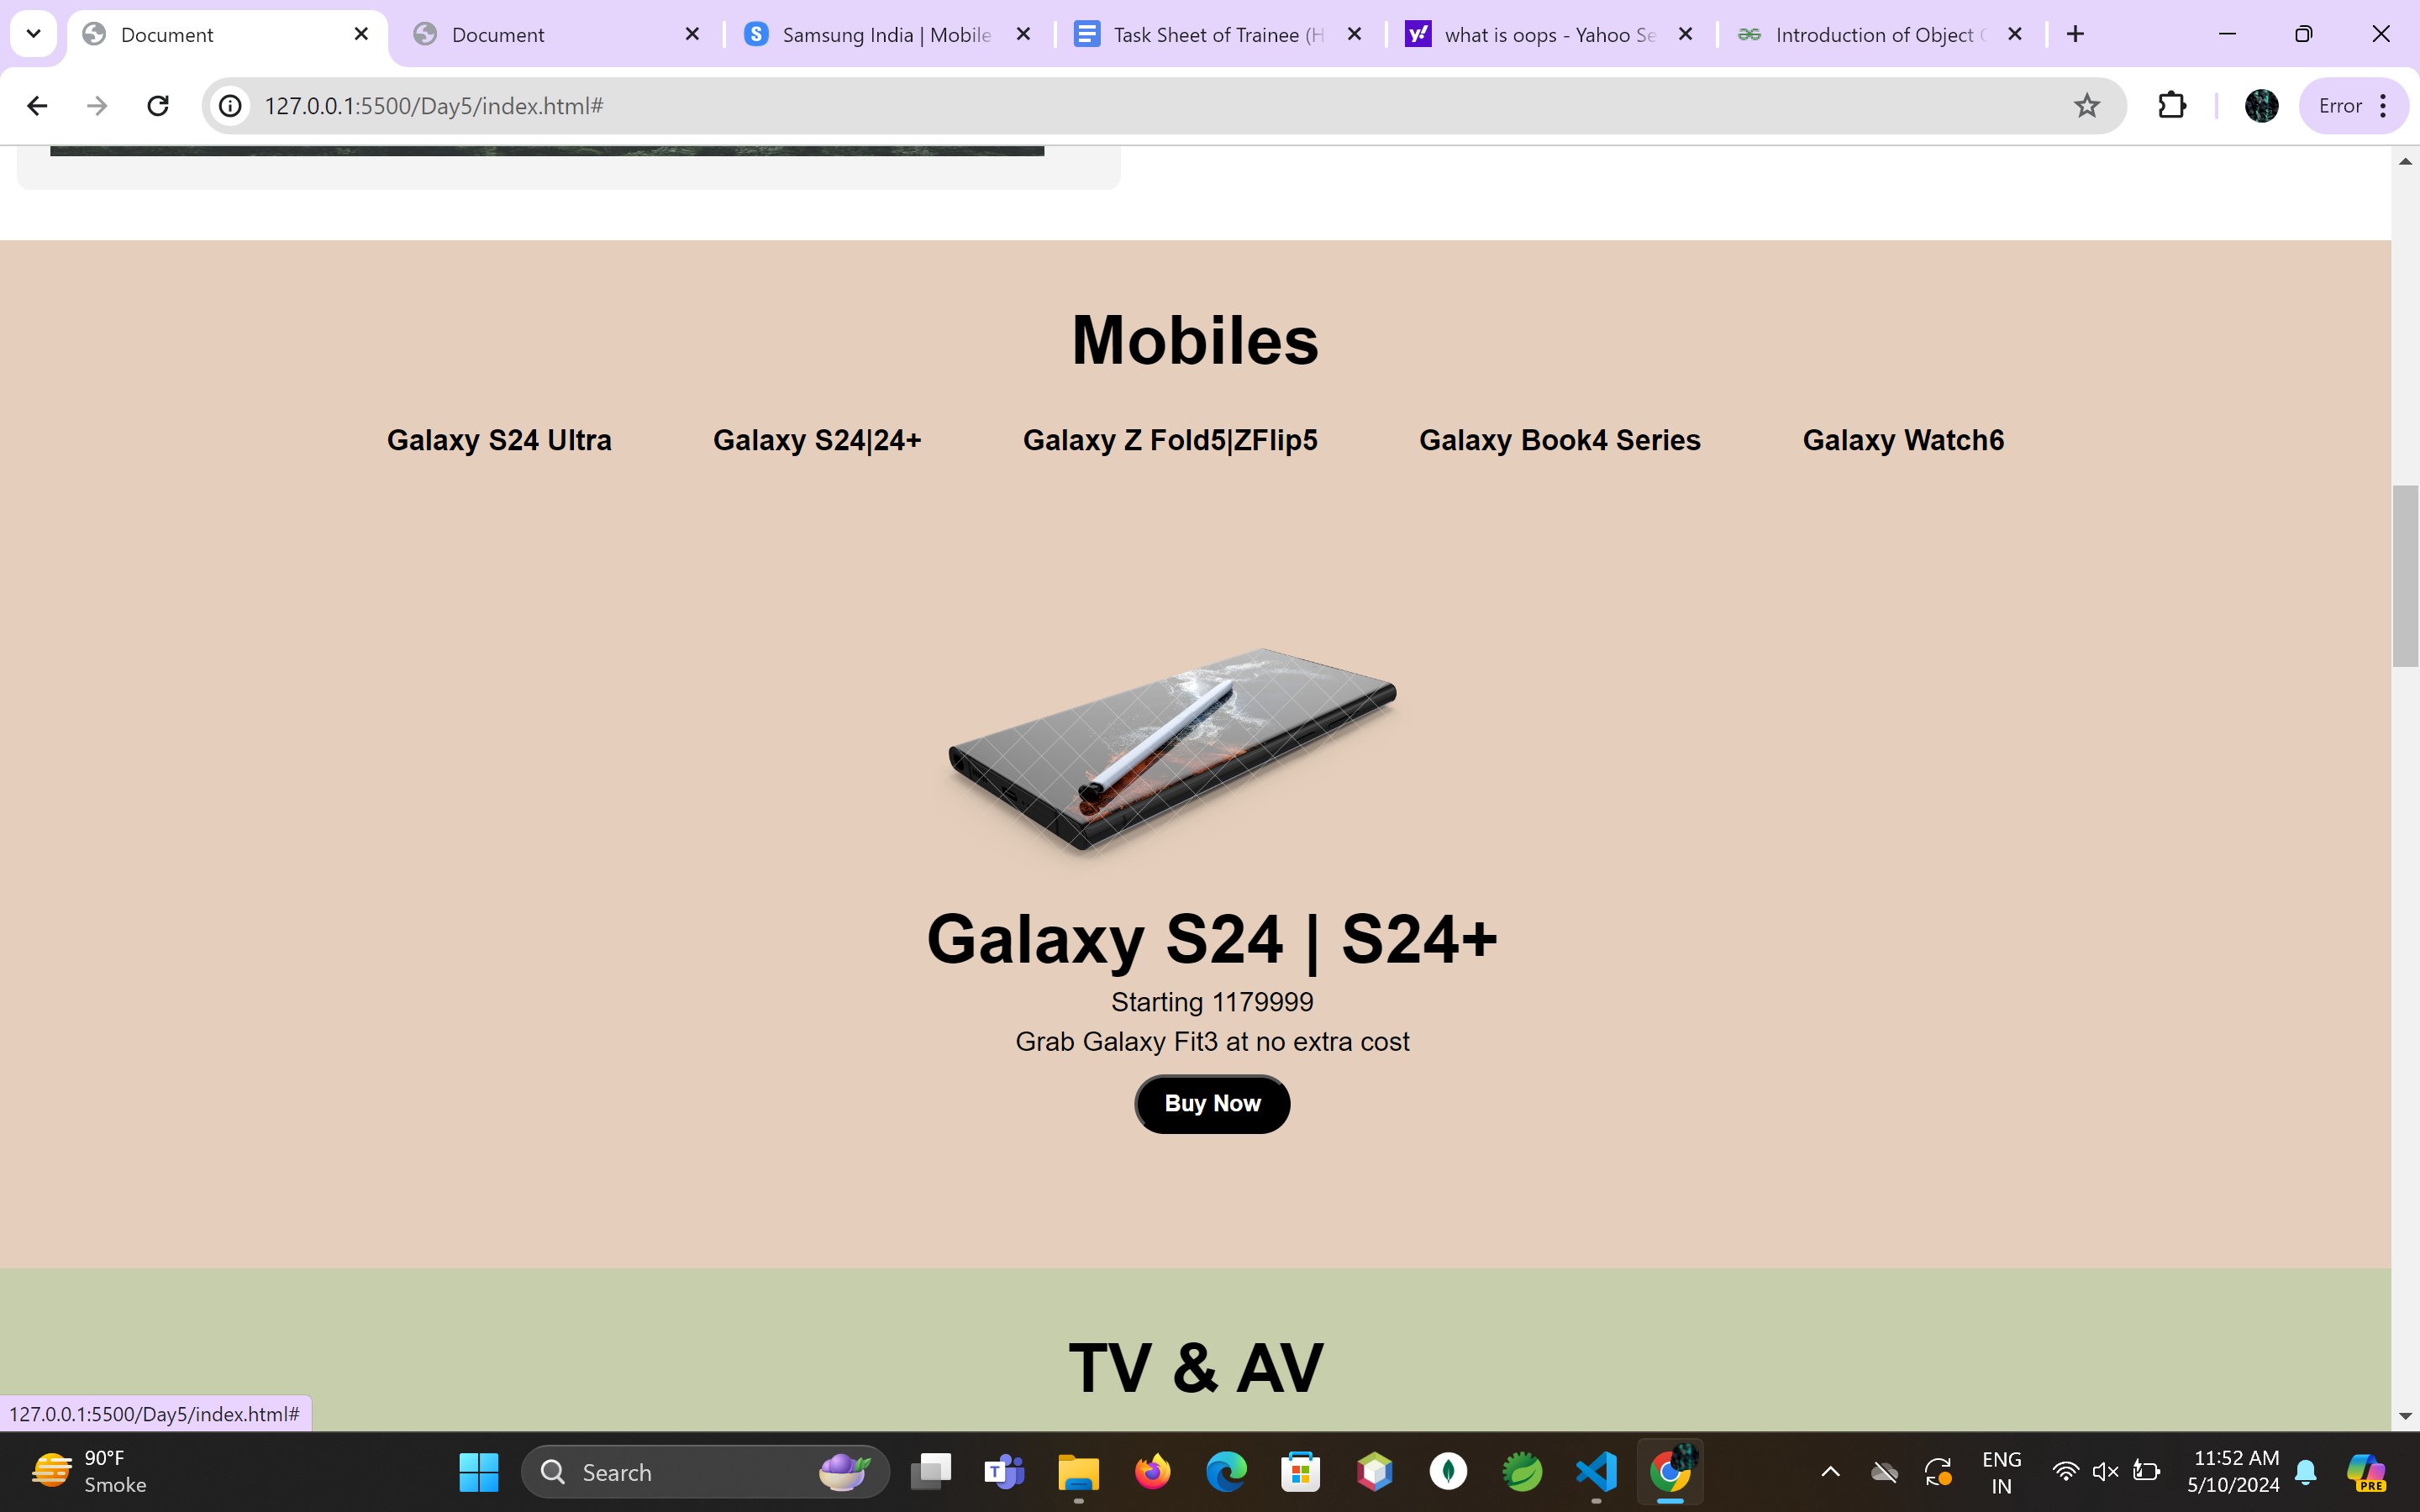 Document
Document
Samsung India | Mobile
Task Sheet of Trainee (H
what is oops - Yahoo Se
Introduction of Object
127.0.0.1:5500/Day5/index.html#
Error
Mobiles
Galaxy S24 Ultra
Galaxy S24|24+
Galaxy Z Fold5|ZFlip5
Galaxy Book4 Series
Galaxy Watch6
Galaxy S24 | S24+
Starting 1179999
Grab Galaxy Fit3 at no extra cost
Buy Now
TV & AV
127.0.0.1:5500/Day5/index.html#
90°F
Smoke
Search
ENG
IN
11:52 AM
5/10/2024
PRE